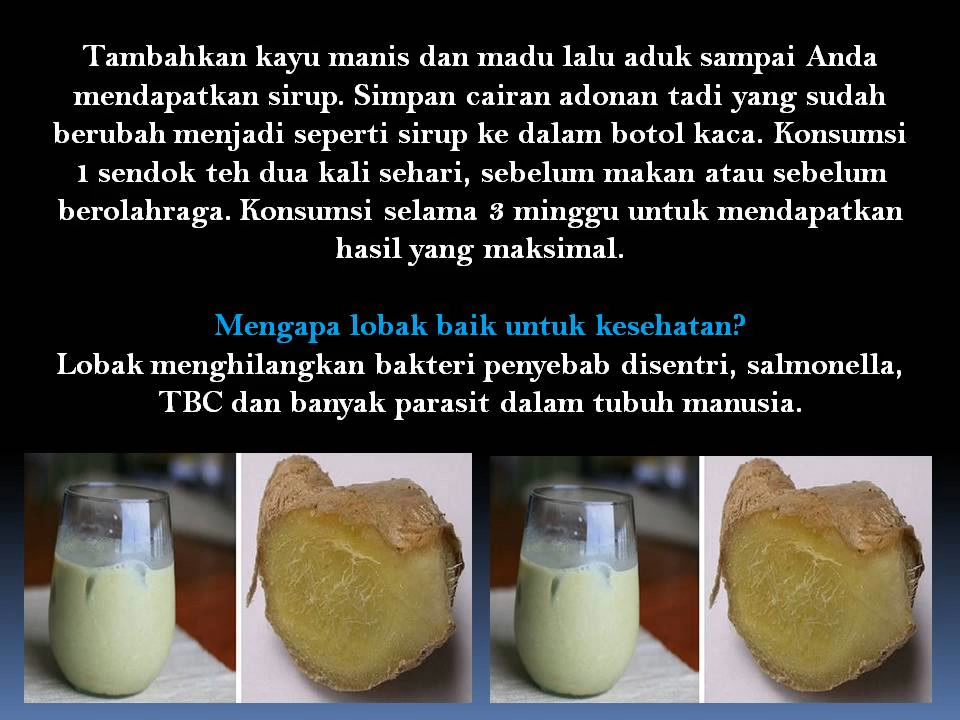 Tambahkan kayu manis dan madu lalu aduk sampai Anda
mendapatkan sirup. Simpan cairan adonan tadi yang sudah
berubah menjadi seperti sirup ke dalam botol kaca. Konsumsi
1 sendok teh dua kali sehari, sebelum makan atau sebelum
berolahraga. Konsumsi selama 3 minggu untuk mendapatkan
hasil yang maksimal.
Mengapa lobak baik untuk kesehatan?
Lobak menghilangkan bakteri penyebab disentri, salmonella,
TBC dan banyak parasit dalam tubuh manusia.